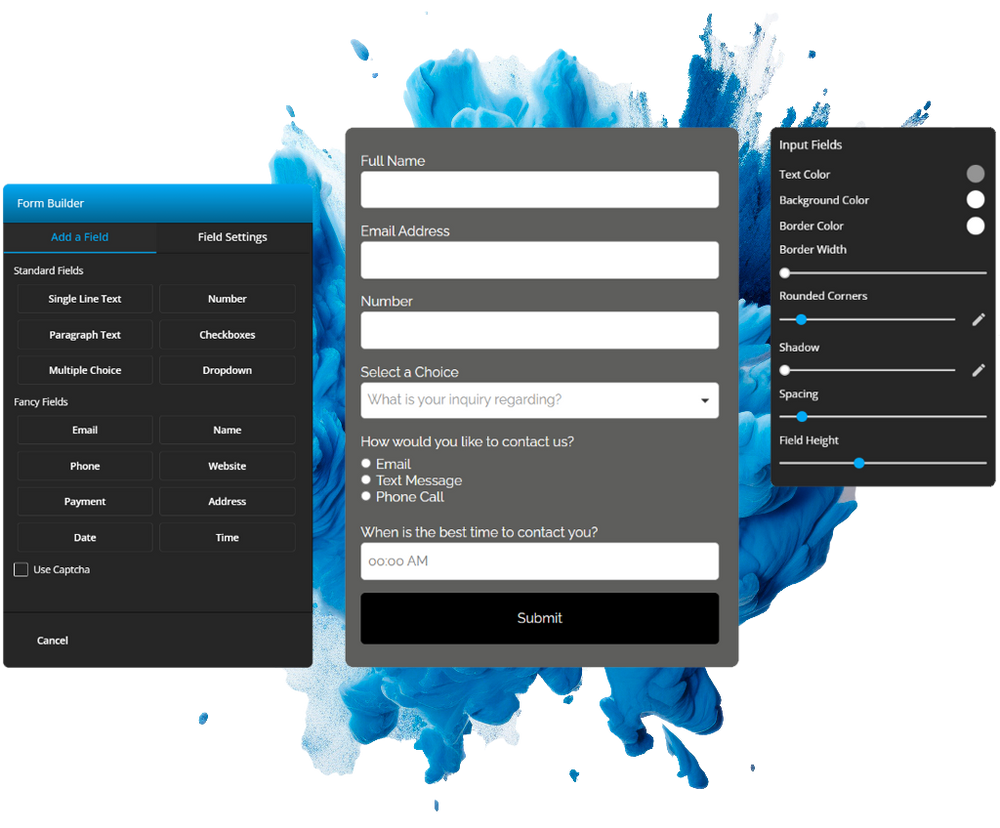 Form Builder
Add a Field Field Settings
Standard Fields
Single Line Text Number
Paragraph Text Checkboxes
Multiple Choice Dropdown
Fancy Fields
Email Name
Phone Website
Payment Address
Date Time
Use Captcha
Cancel
Full Name
Email Address
Number
Select a Choice
What is your inquiry regarding?
How would you like to contact us?
Email
Text Message
Phone Call
When is the best time to contact you?
00:00 AM
Submit
Input Fields
Text Color
Background Color
Border Color
Border Width
Rounded Corners
Shadow
Spacing
Field Height